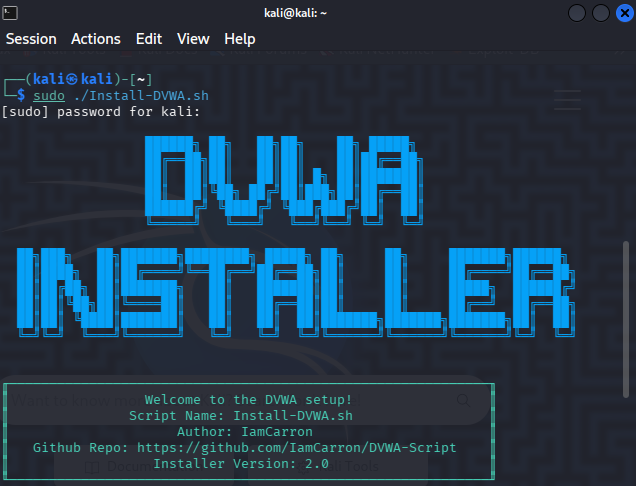 kali@kali: ~
Session Actions Edit View Help
┌──(kali㉿kali)-[~]
└─$ sudo ./Install-DVWA.sh
[sudo] password for kali:
DVWA
INSTALLER
Welcome to the DVWA setup!
Script Name: Install-DVWA.sh
Author: IamCarron
Github Repo: https://github.com/IamCarron/DVWA-Script
Installer Version: 2.0